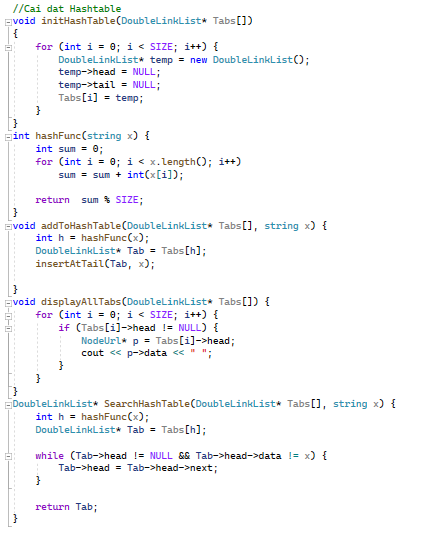 //Cai dat Hashtable
void initHashTable(DoubleLinkList* Tabs[])
{
    for (int i = 0; i < SIZE; i++) {
        DoubleLinkList* temp = new DoubleLinkList();
        temp->head = NULL;
        temp->tail = NULL;
        Tabs[i] = temp;
    }
}
int hashFunc(string x) {
    int sum = 0;
    for (int i = 0; i < x.length(); i++)
        sum = sum + int(x[i]);

    return  sum % SIZE;
}
void addToHashTable(DoubleLinkList* Tabs[], string x) {
    int h = hashFunc(x);
    DoubleLinkList* Tab = Tabs[h];
    insertAtTail(Tab, x);

}
void displayAllTabs(DoubleLinkList* Tabs[]) {
    for (int i = 0; i < SIZE; i++) {
        if (Tabs[i]->head != NULL) {
            NodeUrl* p = Tabs[i]->head;
            cout << p->data << " ";
        }
    }
}
DoubleLinkList* SearchHashTable(DoubleLinkList* Tabs[], string x) {
    int h = hashFunc(x);
    DoubleLinkList* Tab = Tabs[h];

    while (Tab->head != NULL && Tab->head->data != x) {
        Tab->head = Tab->head->next;
    }

    return Tab;
}